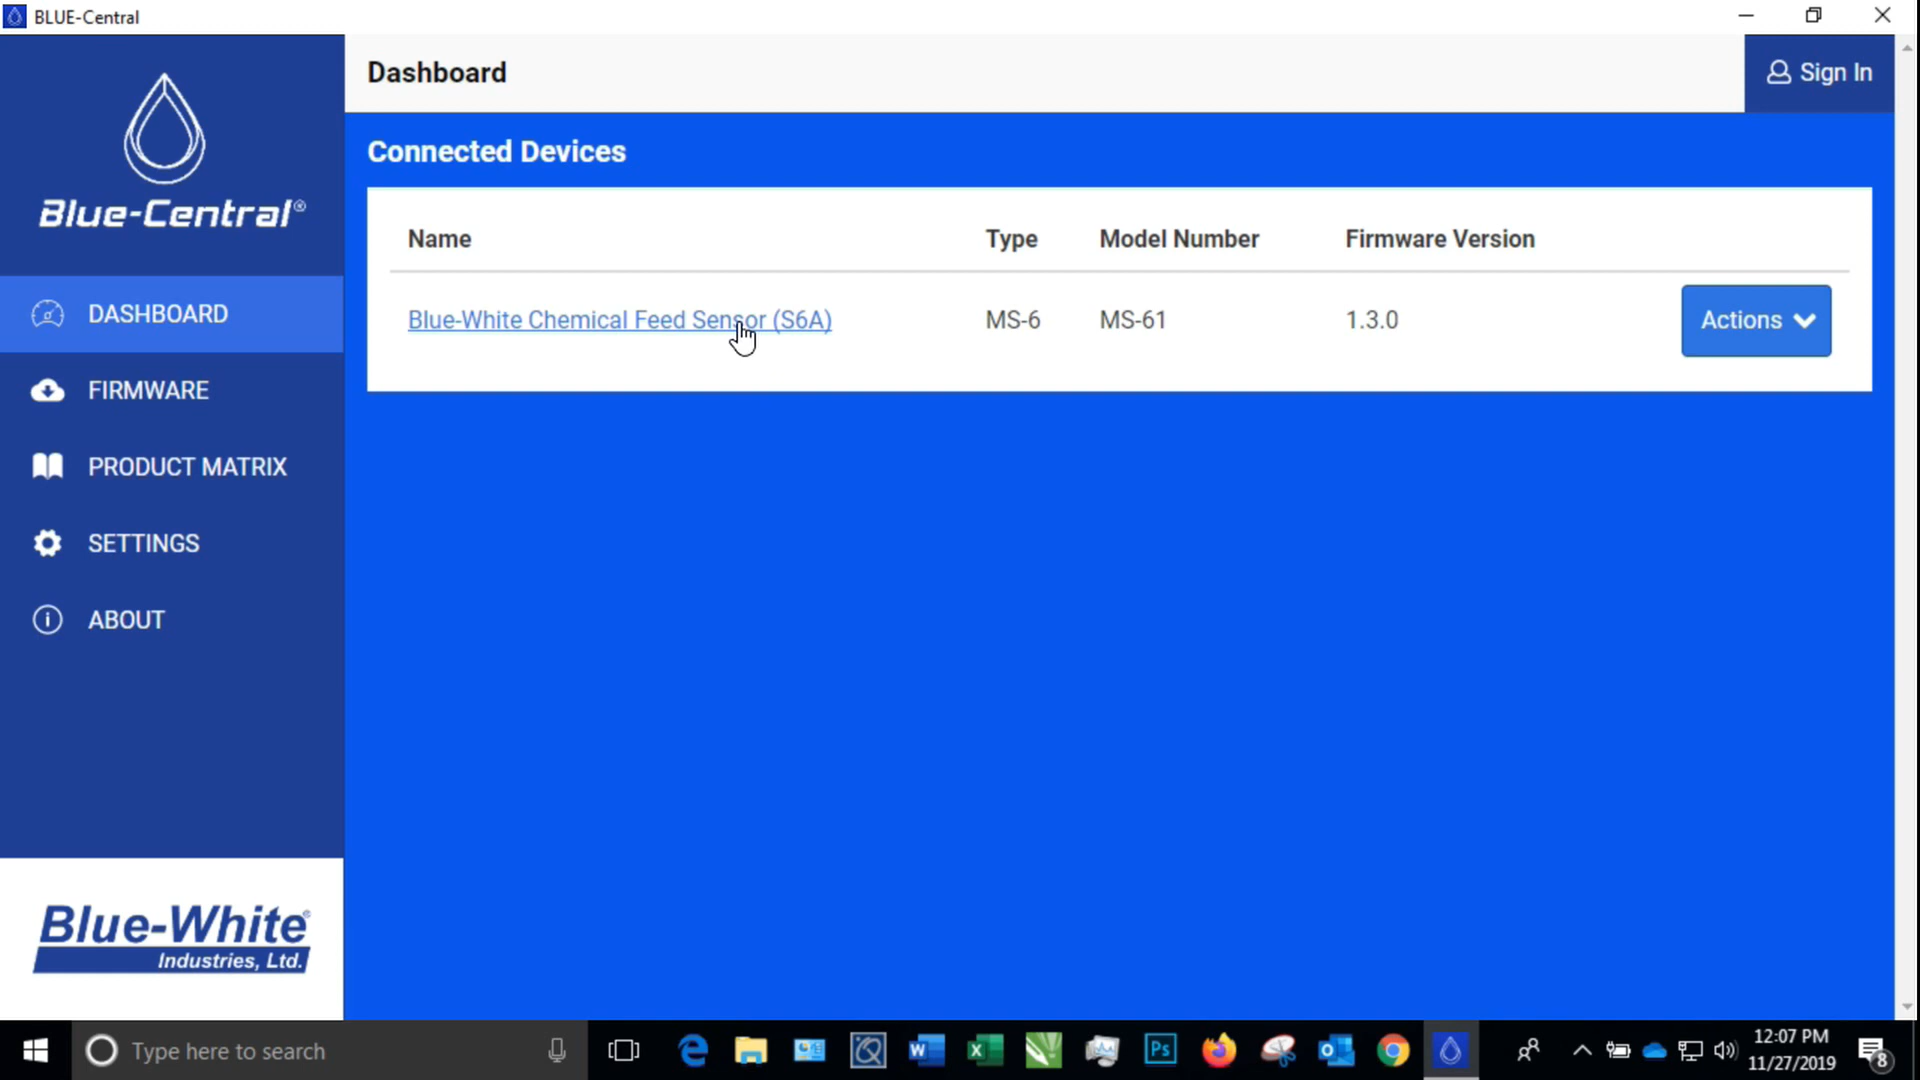 BLUE-Central
Dashboard
Sign In
Blue-Central®
Connected Devices
Name Type Model Number Firmware Version
Blue-White Chemical Feed Sensor (S6A) MS-6 MS-61 1.3.0 Actions
DASHBOARD
FIRMWARE
PRODUCT MATRIX
SETTINGS
ABOUT
Blue-White®
Industries, Ltd.
Type here to search
12:07 PM
11/27/2019
8